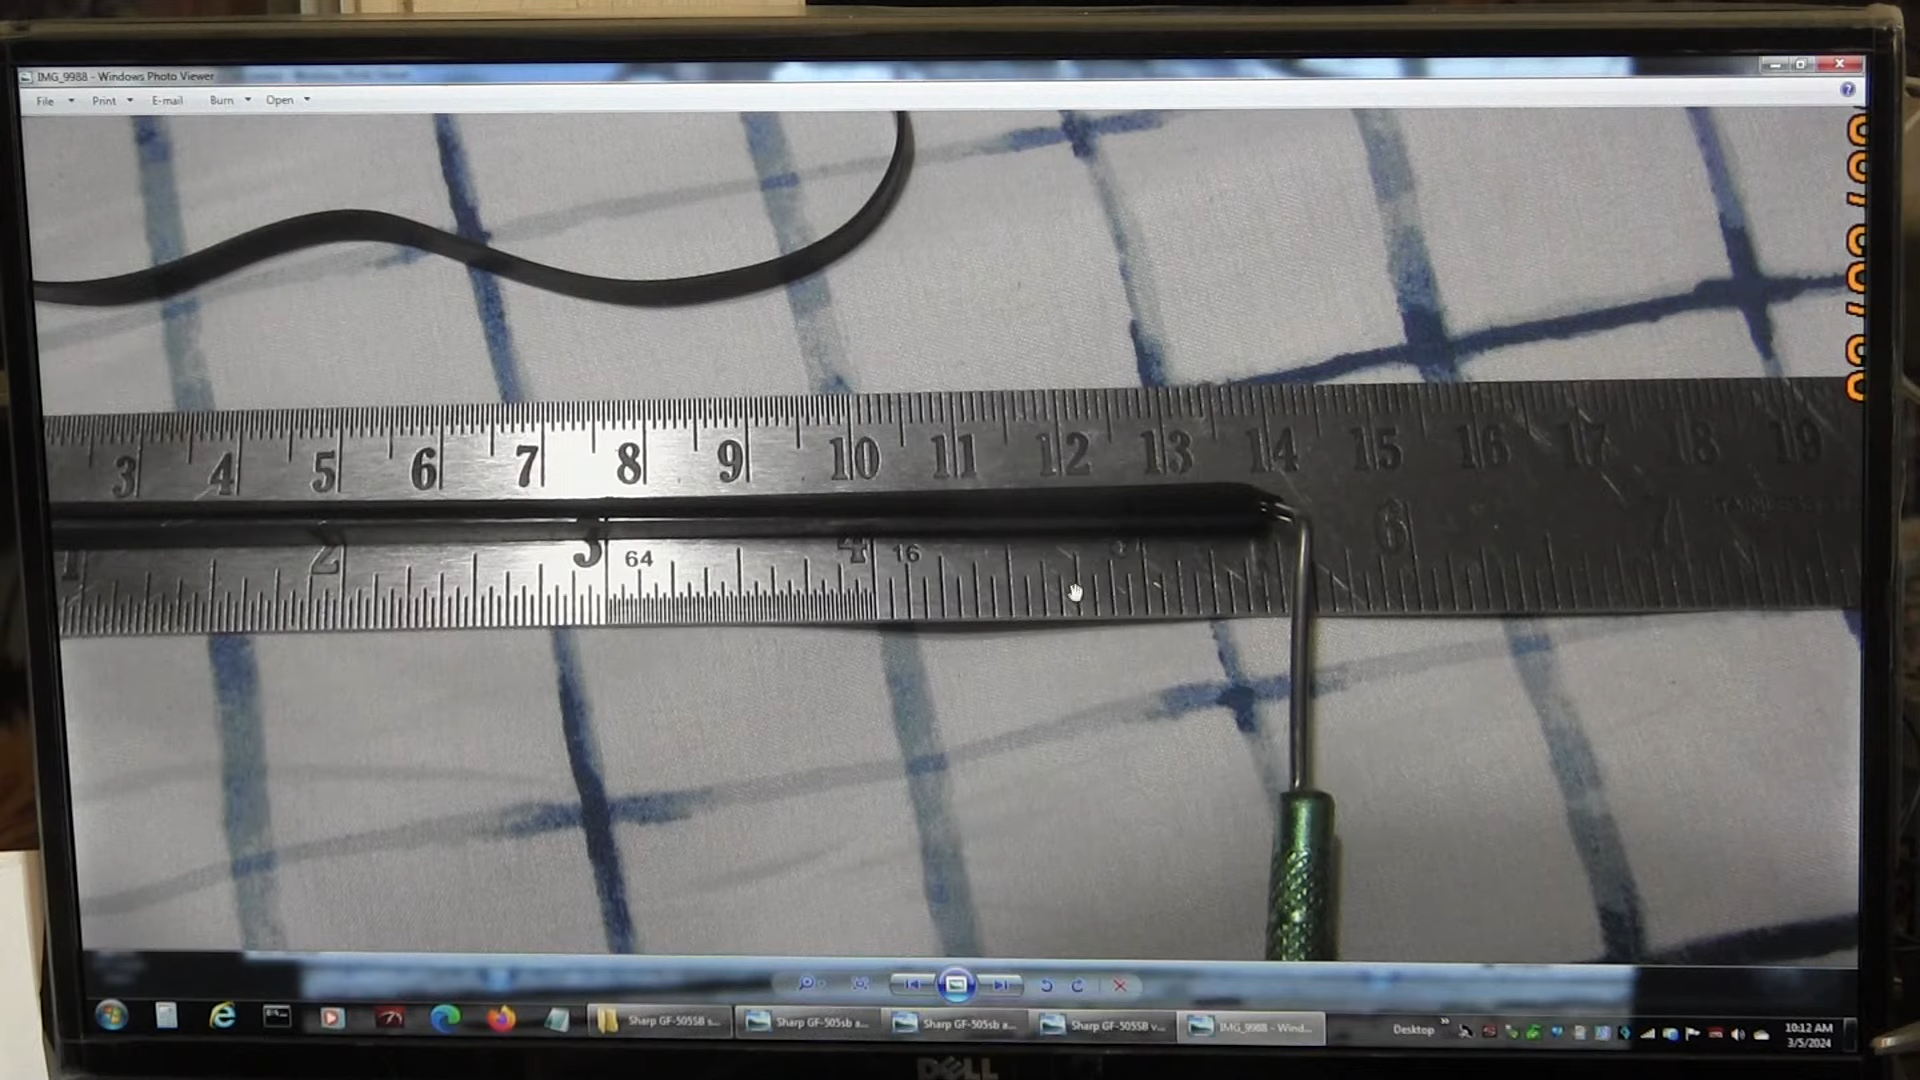 IMG_9988 - Windows Photo Viewer
File Print E-mail Burn Open
3 4 5 6 7 8 9 10 11 12 13 14 15 16 17 18 19
1 2 3 64 4 16 6 7
Sharp GF-505SB s...
Sharp GF-505sb a...
Sharp GF-505sb a...
Sharp GF-505SB v...
IMG_9988 - Wind...
Desktop
10:12 AM
3/5/2024
DELL